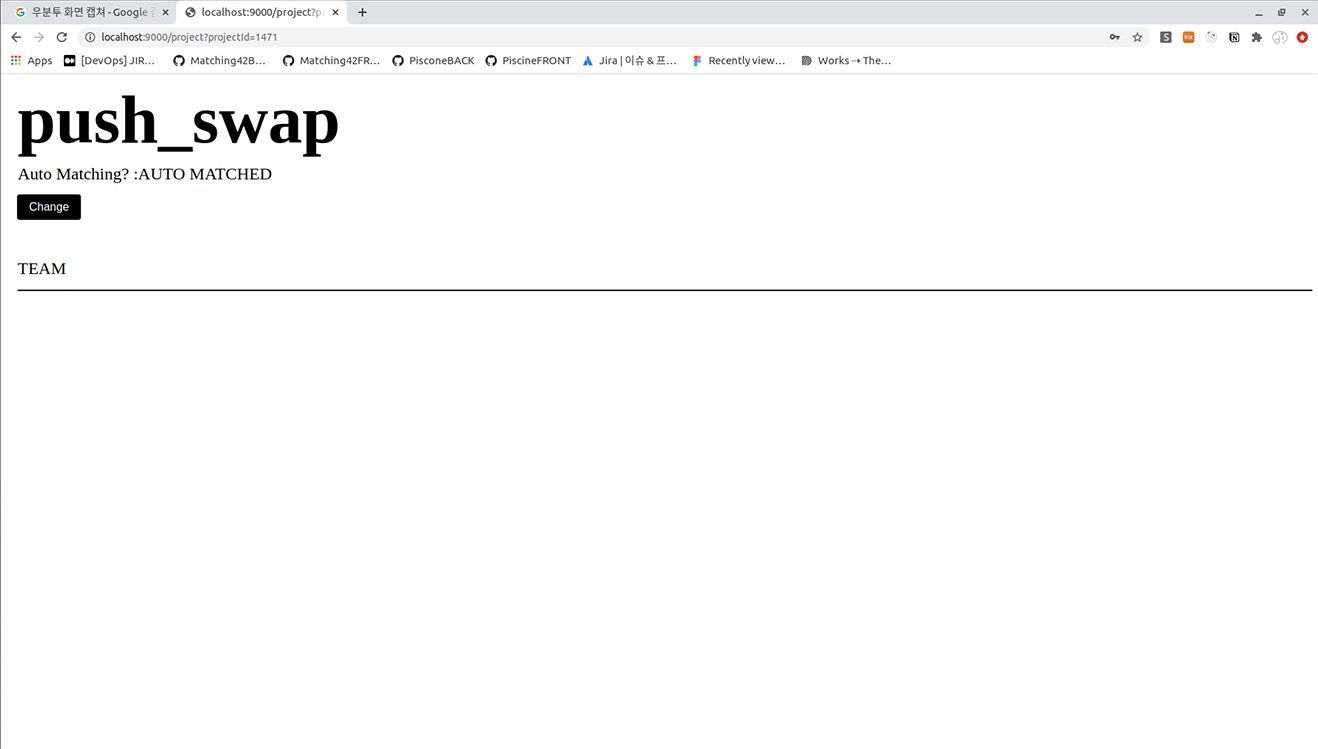 우분투 화면 캡쳐 - Google
localhost:9000/project?pr
localhost:9000/project?projectId=1471
Apps
[DevOps] JIR...
Matching42B...
Matching42FR...
PisconeBACK
PiscineFRONT
Jira | 이슈 & 프...
Recently view...
Works ⇢ The...
push_swap
Auto Matching? :AUTO MATCHED
Change
TEAM